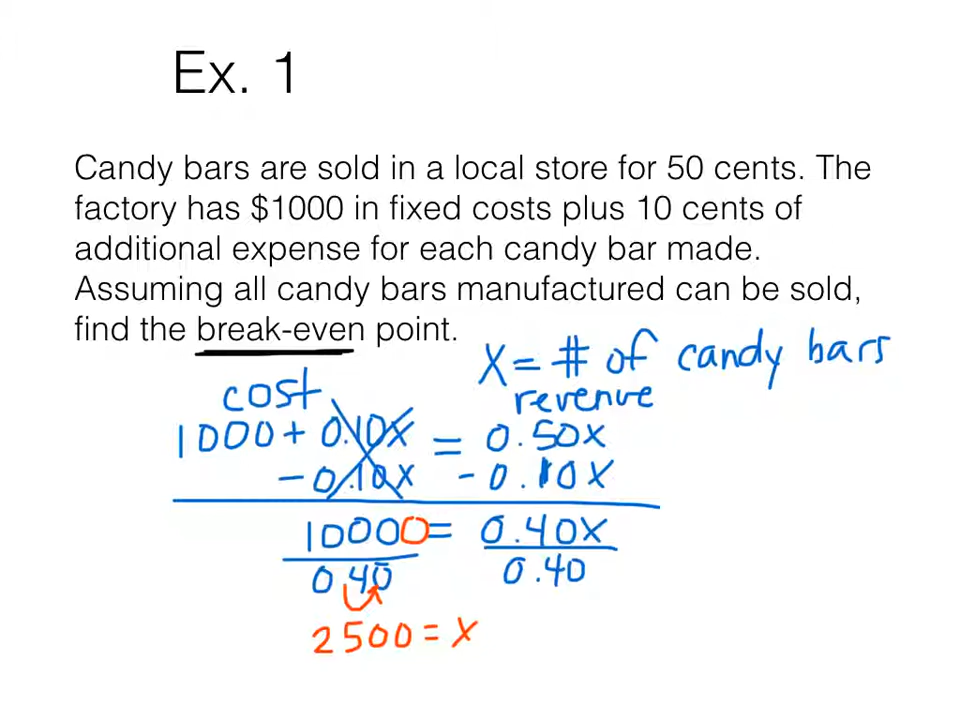 Ex. 1
Candy bars are sold in a local store for 50 cents. The
factory has $1000 in fixed costs plus 10 cents of
additional expense for each candy bar made.
Assuming all candy bars manufactured can be sold,
find the break-even point.
X = # of candy bars
cost revenue
1000 + 0.10x = 0.50x
- 0.10x - 0.10x
10000 = 0.40x
0.40 0.40
2500 = x